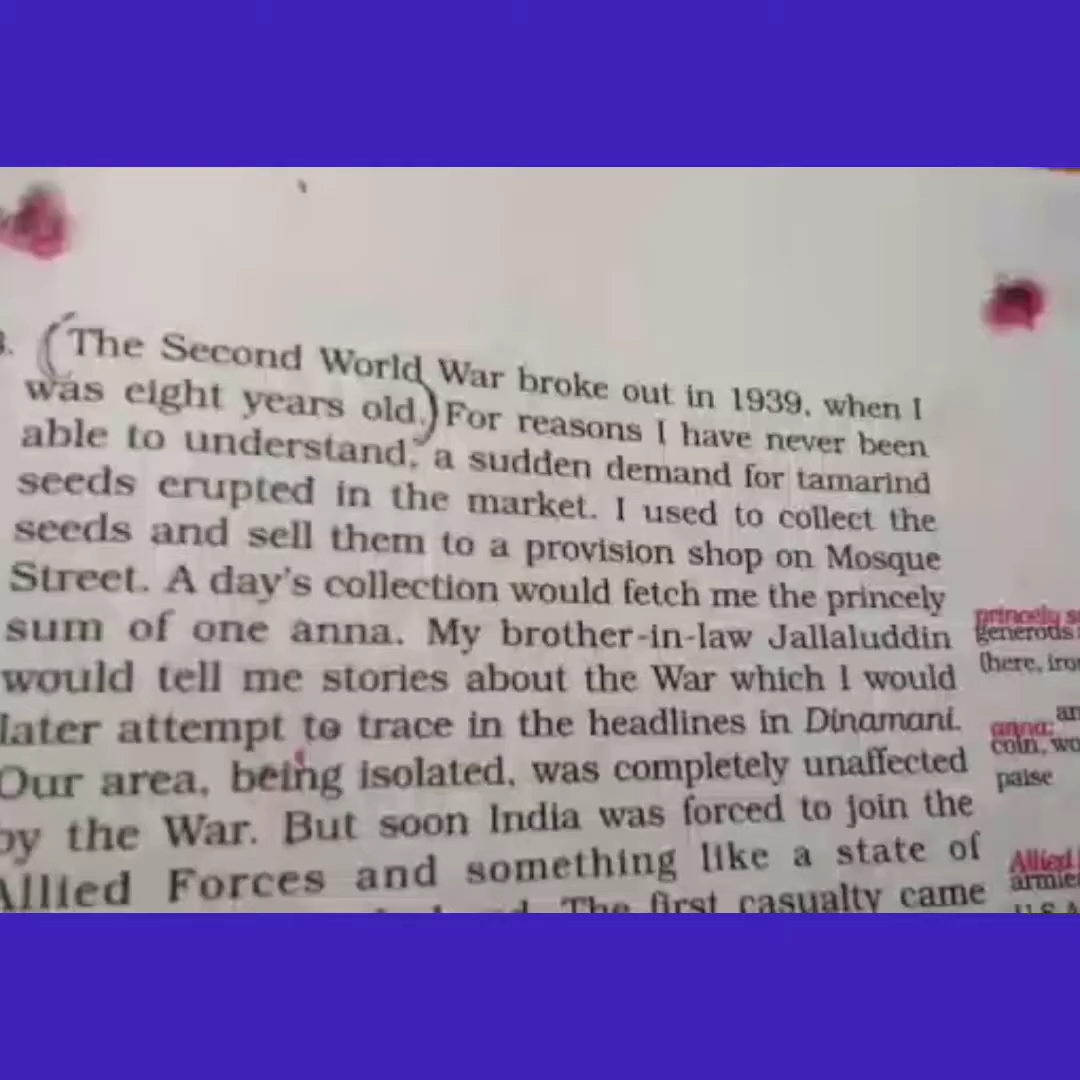 3. (The Second World War broke out in 1939, when I
was eight years old.) For reasons I have never been
able to understand, a sudden demand for tamarind
seeds erupted in the market. I used to collect the
seeds and sell them to a provision shop on Mosque
Street. A day's collection would fetch me the princely
sum of one anna. My brother-in-law Jallaluddin
would tell me stories about the War which I would
later attempt to trace in the headlines in Dinamani.
Our area, being isolated, was completely unaffected
by the War. But soon India was forced to join the
Allied Forces and something like a state of
The first casualty came
princely
generous
(here,
anna:
coin,
paise
Allied